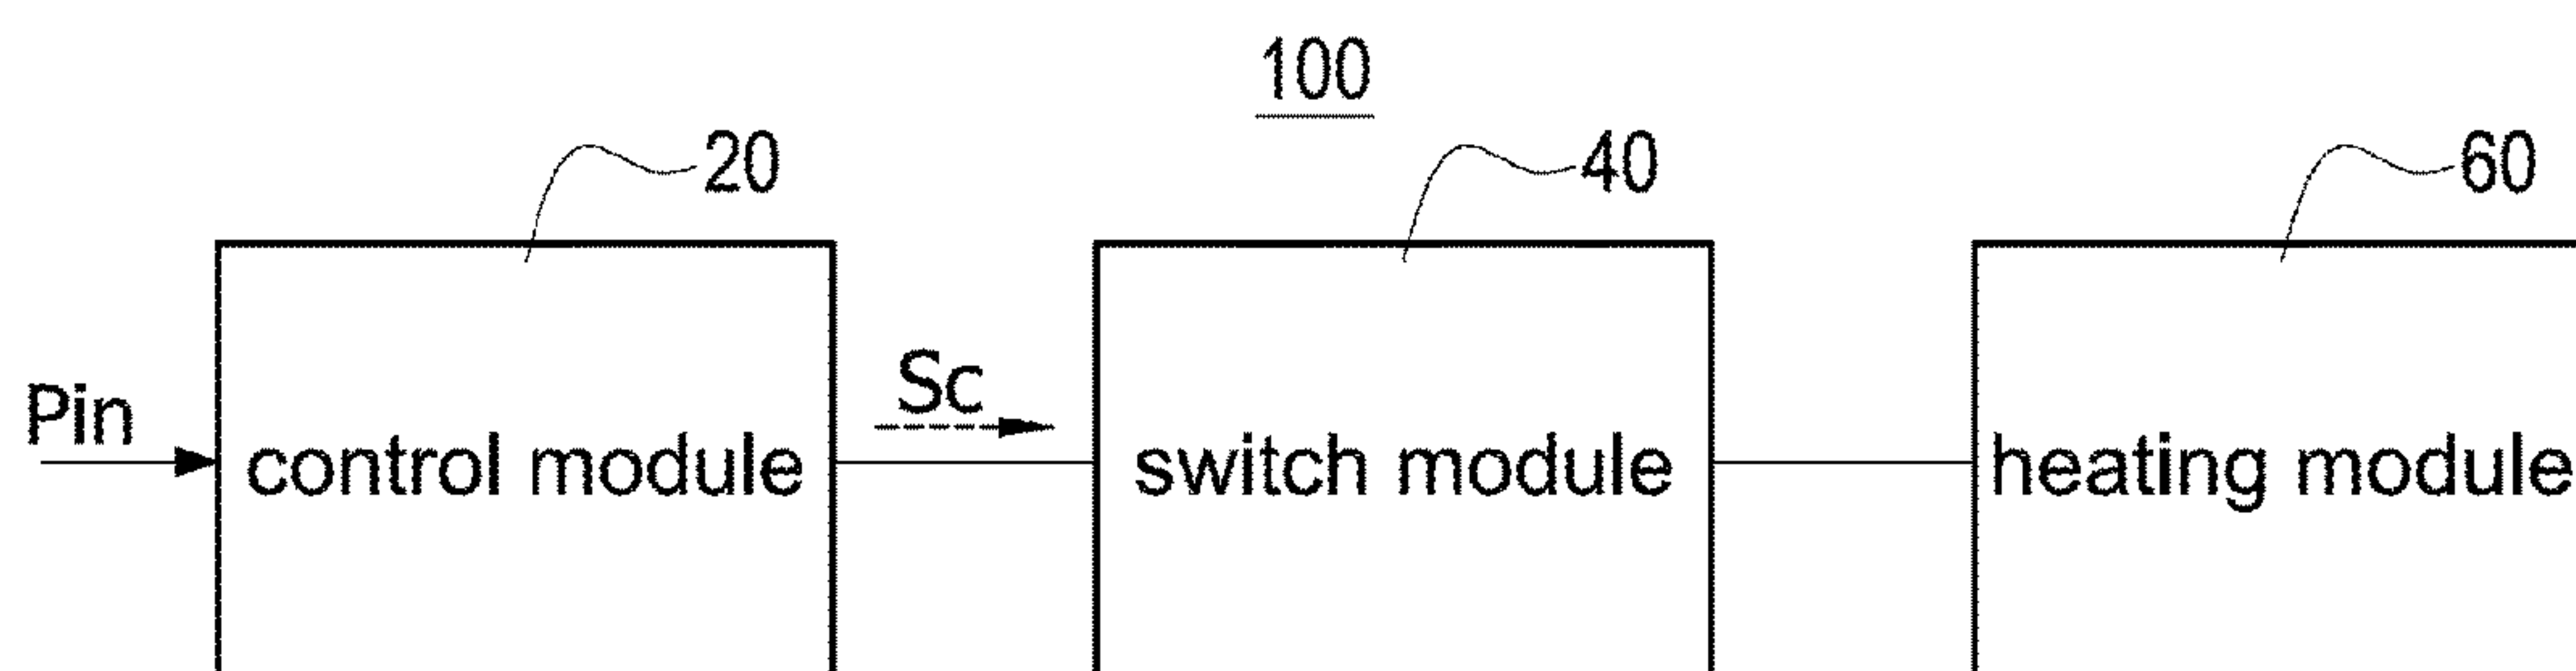 100
20
40
60
Pin
Sc
control module
switch module
heating module